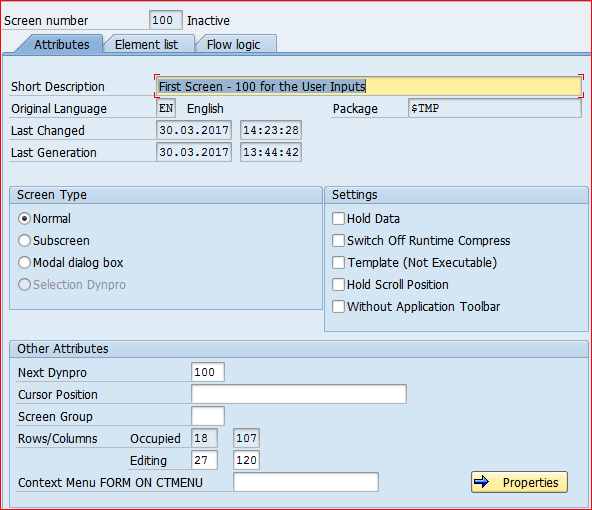 Screen number 100 Inactive
Attributes Element list Flow logic
Short Description First Screen - 100 for the User Inputs
Original Language EN English Package $TMP
Last Changed 30.03.2017 14:23:28
Last Generation 30.03.2017 13:44:42
Screen Type
Normal
Subscreen
Modal dialog box
Selection Dynpro
Settings
Hold Data
Switch Off Runtime Compress
Template (Not Executable)
Hold Scroll Position
Without Application Toolbar
Other Attributes
Next Dynpro 100
Cursor Position
Screen Group
Rows/Columns Occupied 18 107
Editing 27 120
Context Menu FORM ON CTMENU
Properties